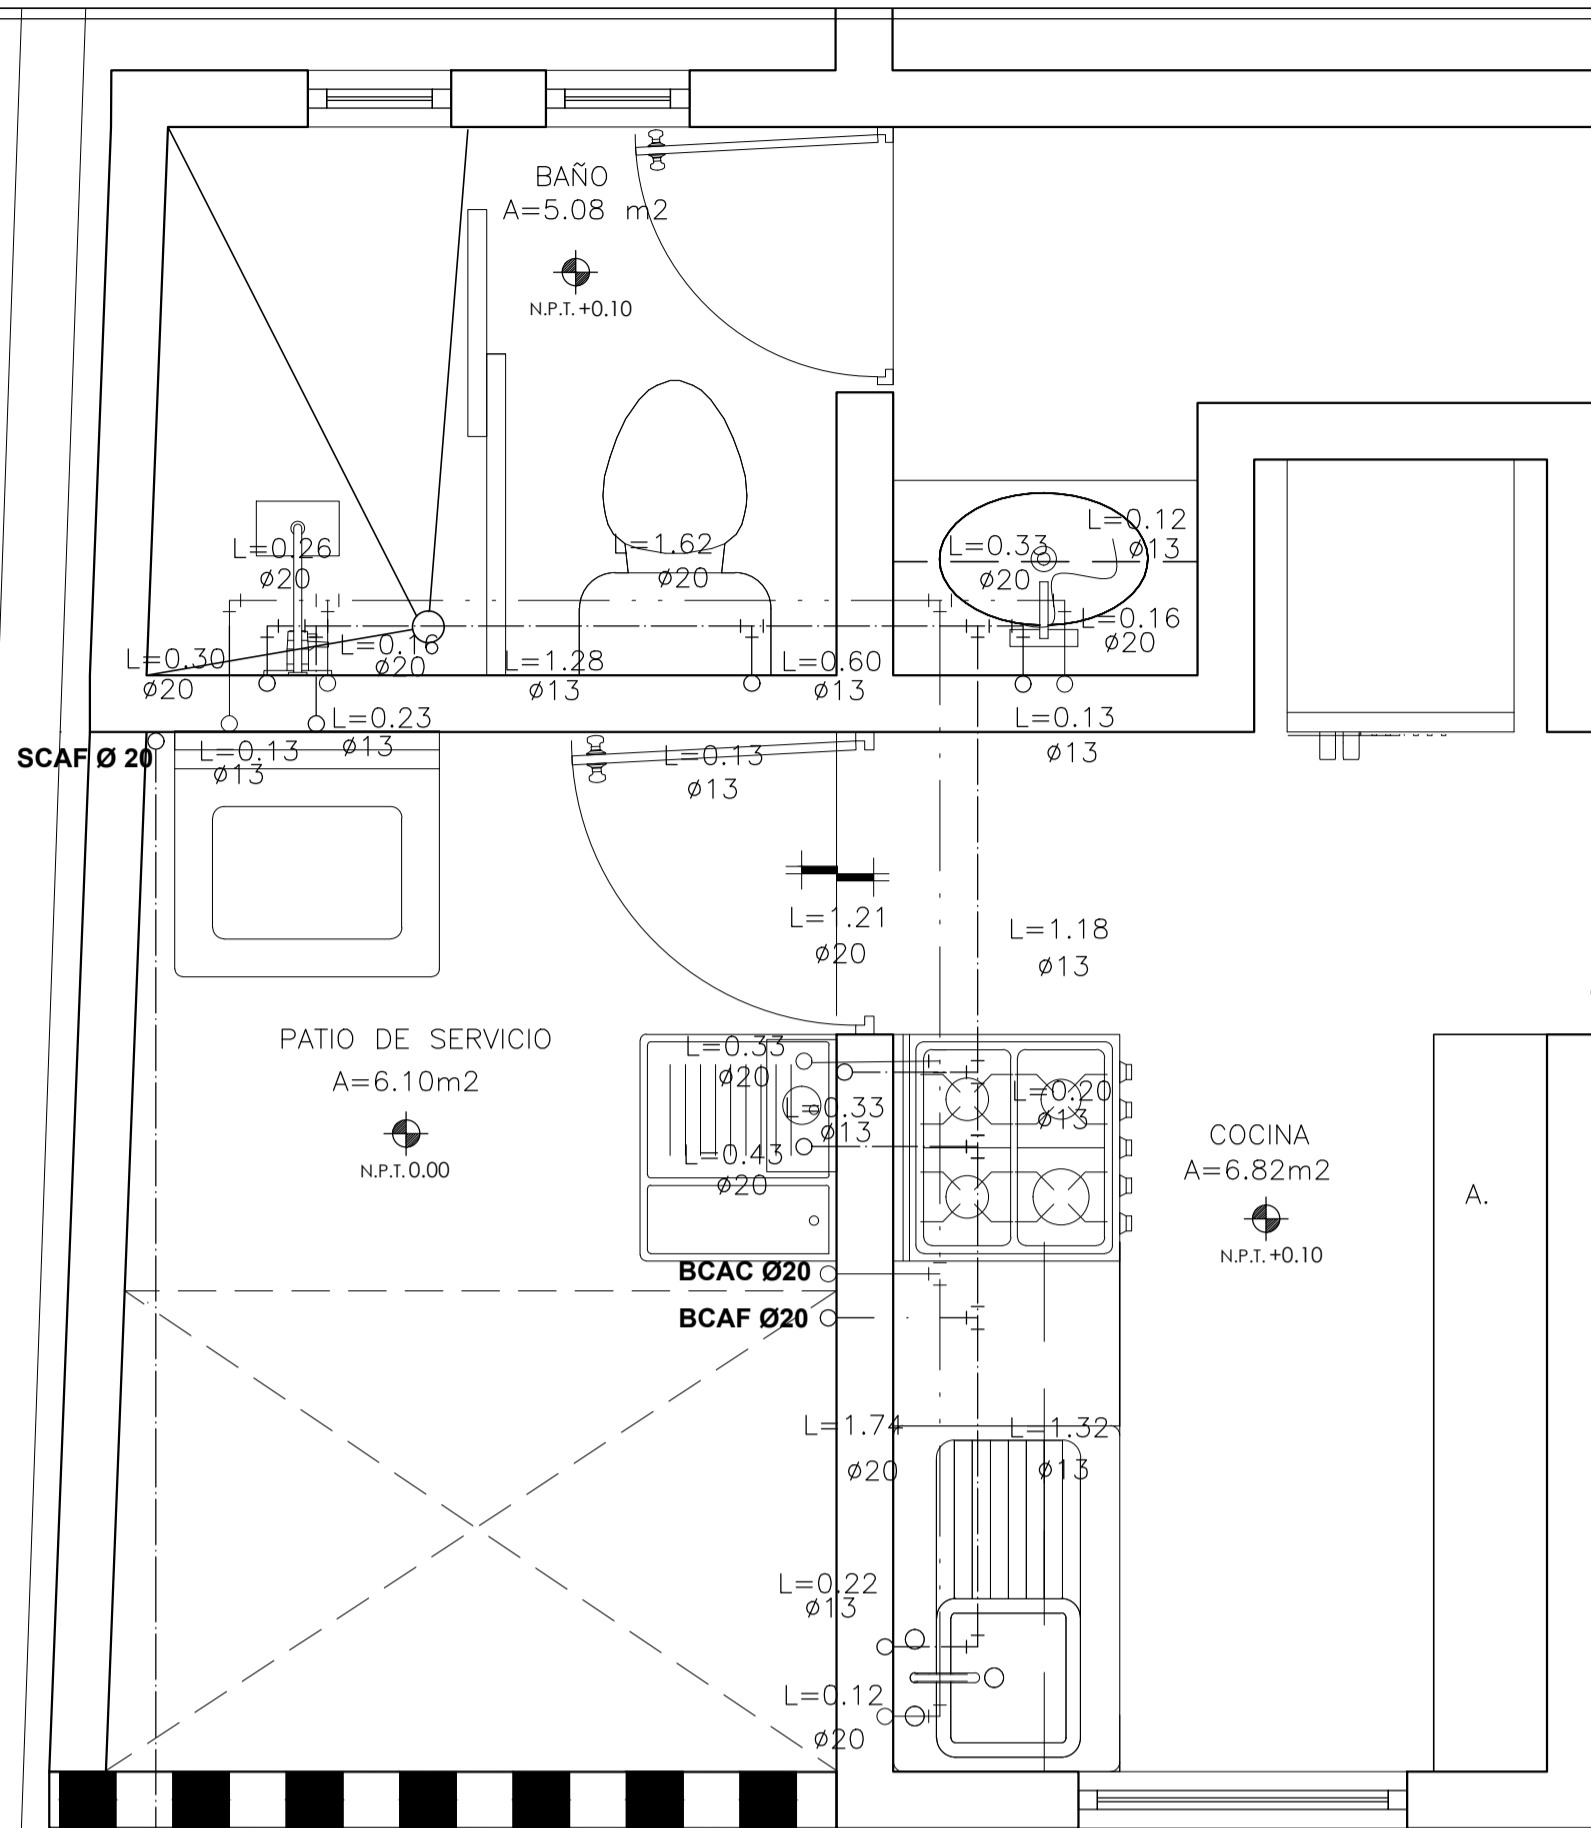 BAÑO
A=5.08 m2
N.P.T. +0.10
L=0.12
ø13
L=0.26
ø20
L=1.62
ø20
L=0.33
ø20
L=0.16
ø20
L=0.30
ø20
L=0.16
ø20
L=1.28
ø13
L=0.60
ø13
L=0.23
ø13
L=0.13
ø13
SCAF Ø 20
L=0.13
ø13
L=0.13
ø13
L=1.21
ø20
L=1.18
ø13
PATIO DE SERVICIO
A=6.10m2
N.P.T. 0.00
L=0.33
ø20
L=0.33
ø13
L=0.20
ø13
L=0.43
ø20
COCINA
A=6.82m2
N.P.T. +0.10
A.
BCAC Ø20
BCAF Ø20
L=1.74
ø20
L=1.32
ø13
L=0.22
ø13
L=0.12
ø20